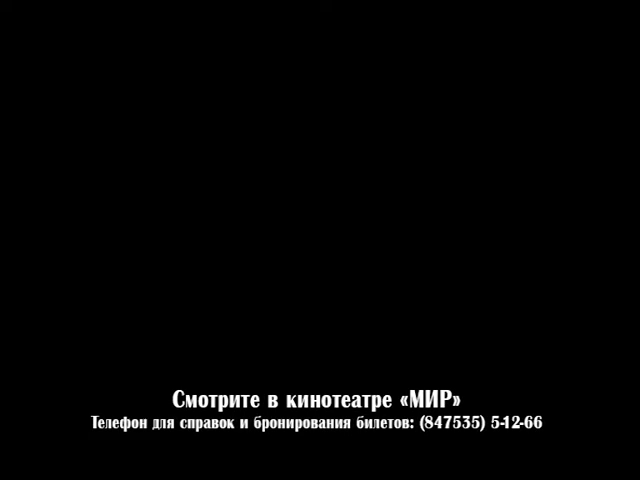 Смотрите в кинотеатре «МИР»
Телефон для справок и бронирования билетов: (847535) 5-12-66